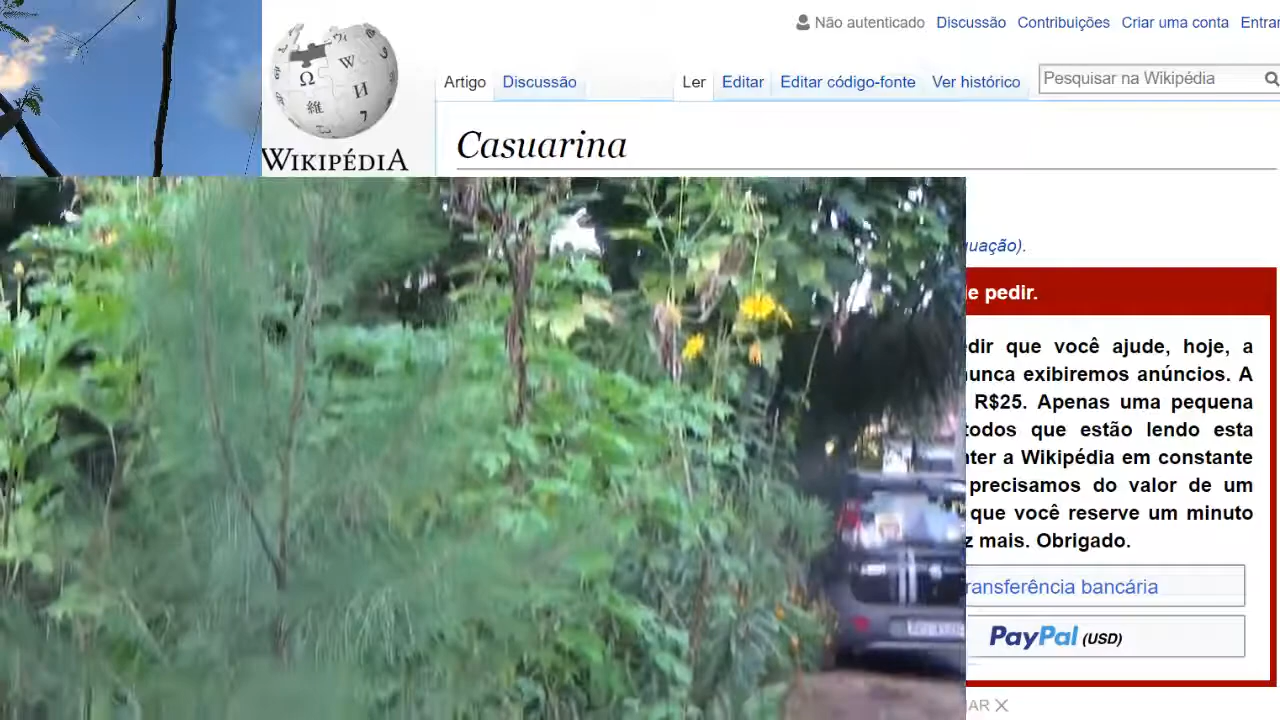 Não autenticado Discussão Contribuições Criar uma conta Entrar
Artigo Discussão Ler Editar Editar código-fonte Ver histórico Pesquisar na Wikipédia
WIKIPÉDIA
Casuarina
uação).
e pedir.
edir que você ajude, hoje, a
nunca exibiremos anúncios. A
R$25. Apenas uma pequena
todos que estão lendo esta
nter a Wikipédia em constante
precisamos do valor de um
que você reserve um minuto
z mais. Obrigado.
ransferência bancária
PayPal (USD)
AR